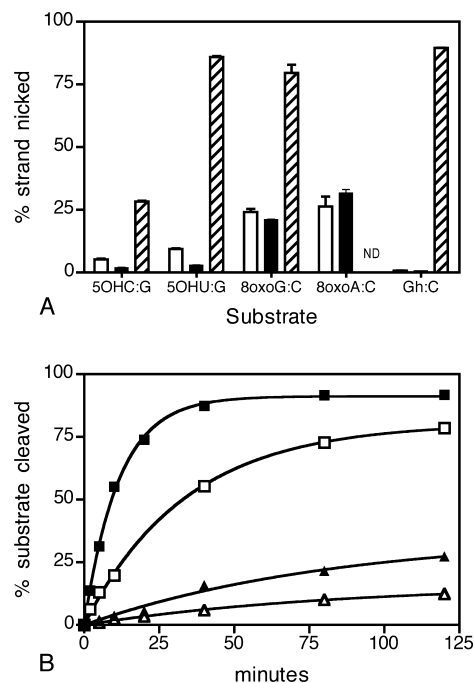 100
75
50
25
0
% strand nicked
ND
5OHC:G 5OHU:G 8oxoG:C 8oxoA:C Gh:C
A
Substrate
100
75
50
25
0
% substrate cleaved
0 25 50 75 100 125
B
minutes